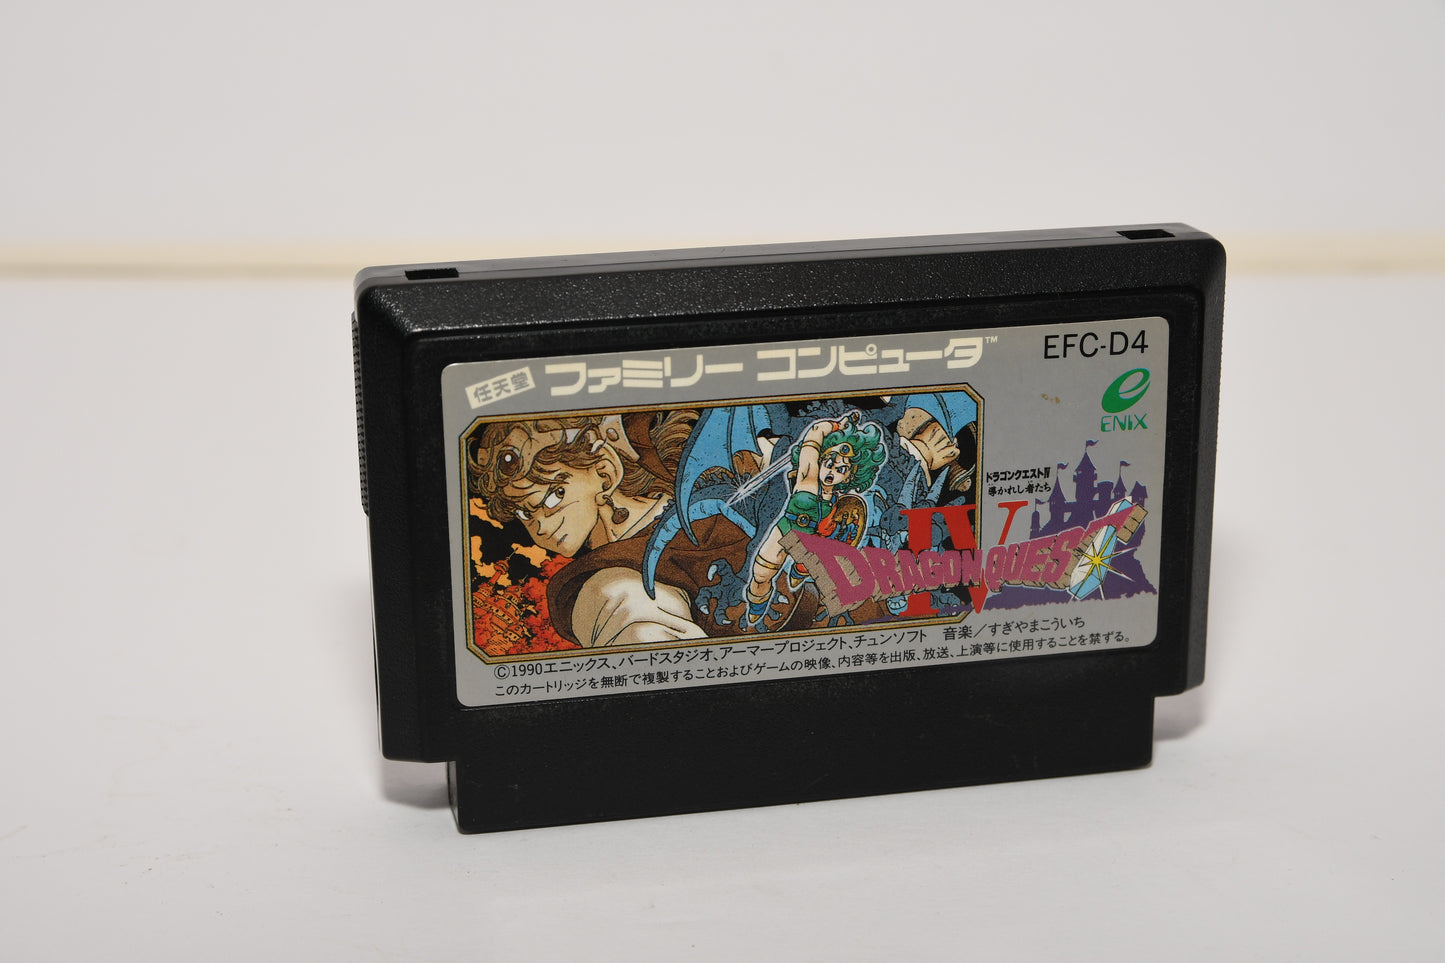 任天堂 ファミリー コンピュータ™ EFC-D4
ENIX
ドラゴンクエストIV
導かれし者たち
IV
DRAGON QUEST
©1990エニックス、バードスタジオ、アーマープロジェクト、チュンソフト 音楽／すぎやまこういち
このカートリッジを無断で複製することおよびゲームの映像、内容等を出版、放送、上演等に使用することを禁ずる。